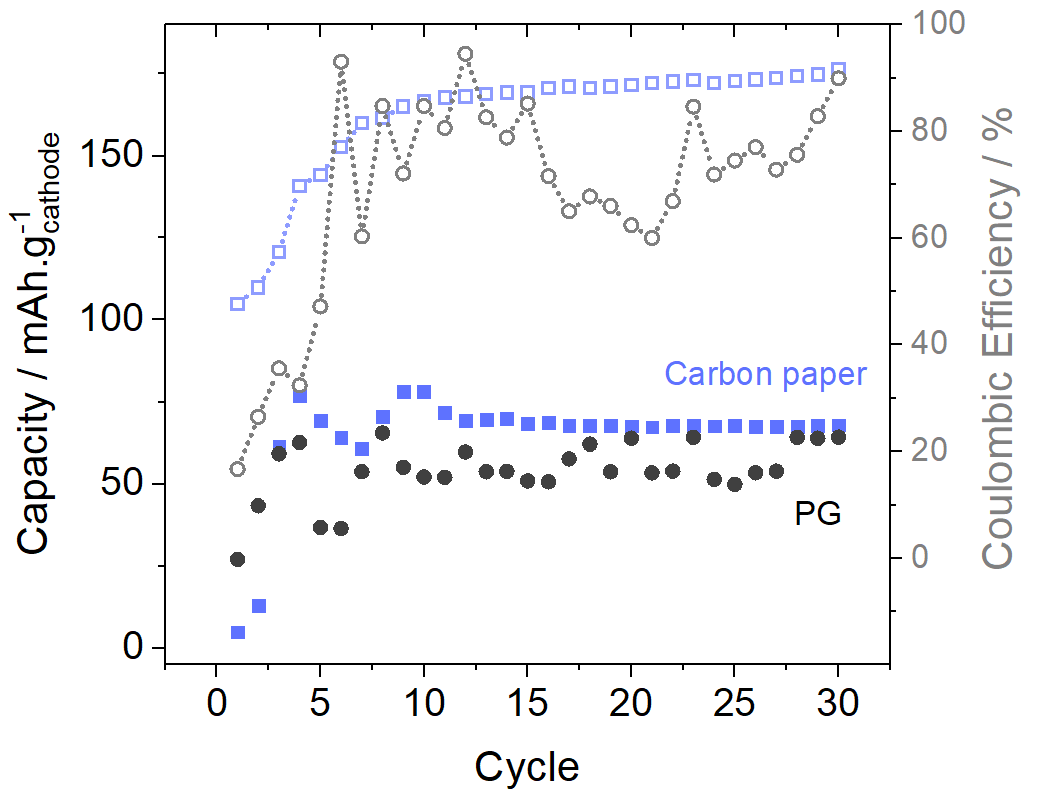 Capacity / mAh.g-1cathode
150
100
50
0
100
80
60
40
20
0
Coulombic Efficiency / %
Carbon paper
PG
0 5 10 15 20 25 30
Cycle